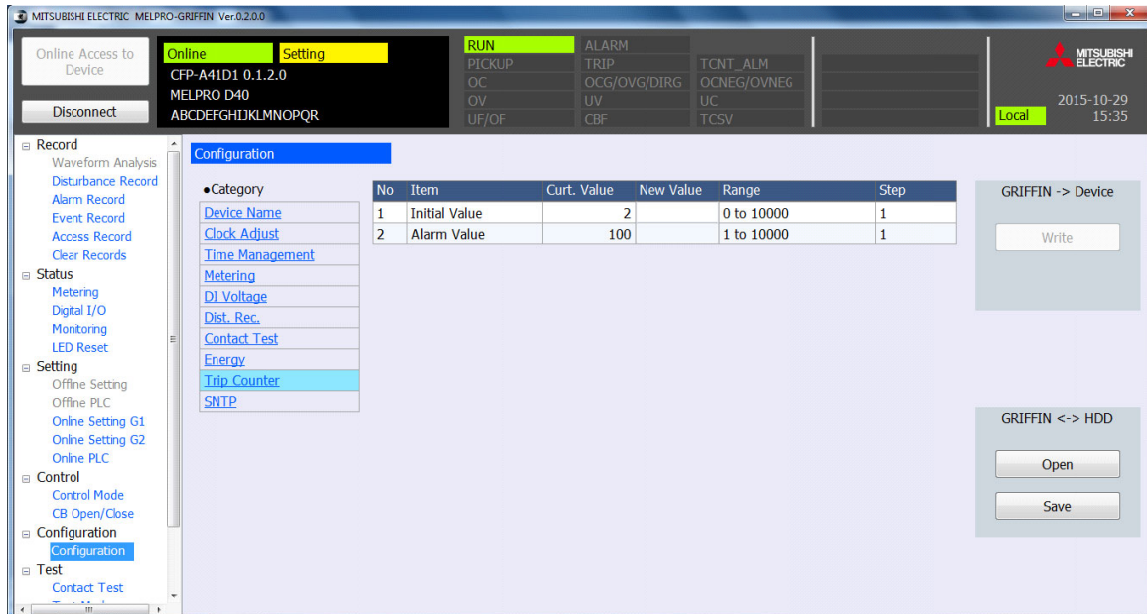 MITSUBISHI ELECTRIC MELPRO-GRIFFIN Ver.0.2.0.0
Online Access to
Device
Disconnect
Online Setting
CFP-A41D1 0.1.2.0
MELPRO D40
ABCDEFGHIJKLMNOPQR
RUN ALARM
PICKUP TRIP TCNT_ALM
OC OCG/OVG/DIRG OCNEG/OVNEG
OV UV UC
UF/OF CBF TCSV
MITSUBISHI
ELECTRIC
2015-10-29
Local 15:35
Record
Waveform Analysis
Disturbance Record
Alarm Record
Event Record
Access Record
Clear Records
Status
Metering
Digital I/O
Monitoring
LED Reset
Setting
Offline Setting
Offline PLC
Online Setting G1
Online Setting G2
Online PLC
Control
Control Mode
CB Open/Close
Configuration
Configuration
Test
Contact Test
Configuration
●Category
Device Name
Clock Adjust
Time Management
Metering
DI Voltage
Dist. Rec.
Contact Test
Energy
Trip Counter
SNTP
No Item Curt. Value New Value Range Step
1 Initial Value 2 0 to 10000 1
2 Alarm Value 100 1 to 10000 1
GRIFFIN -> Device
Write
GRIFFIN <-> HDD
Open
Save